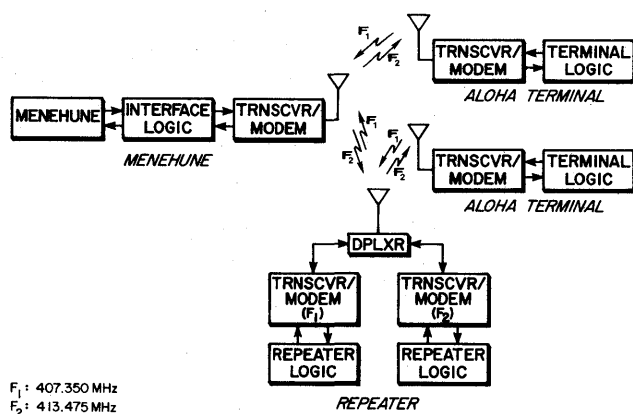 F₁
F₂
TRNSCVR/
MODEM
TERMINAL
LOGIC
ALOHA TERMINAL
MENEHUNE
INTERFACE
LOGIC
TRNSCVR/
MODEM
MENEHUNE
F₁
F₂
F₁
F₂
TRNSCVR/
MODEM
TERMINAL
LOGIC
ALOHA TERMINAL
DPLXR
TRNSCVR/
MODEM
(F₁)
TRNSCVR/
MODEM
(F₂)
REPEATER
LOGIC
REPEATER
LOGIC
REPEATER
F₁: 407.350 MHz
F₂: 413.475 MHz